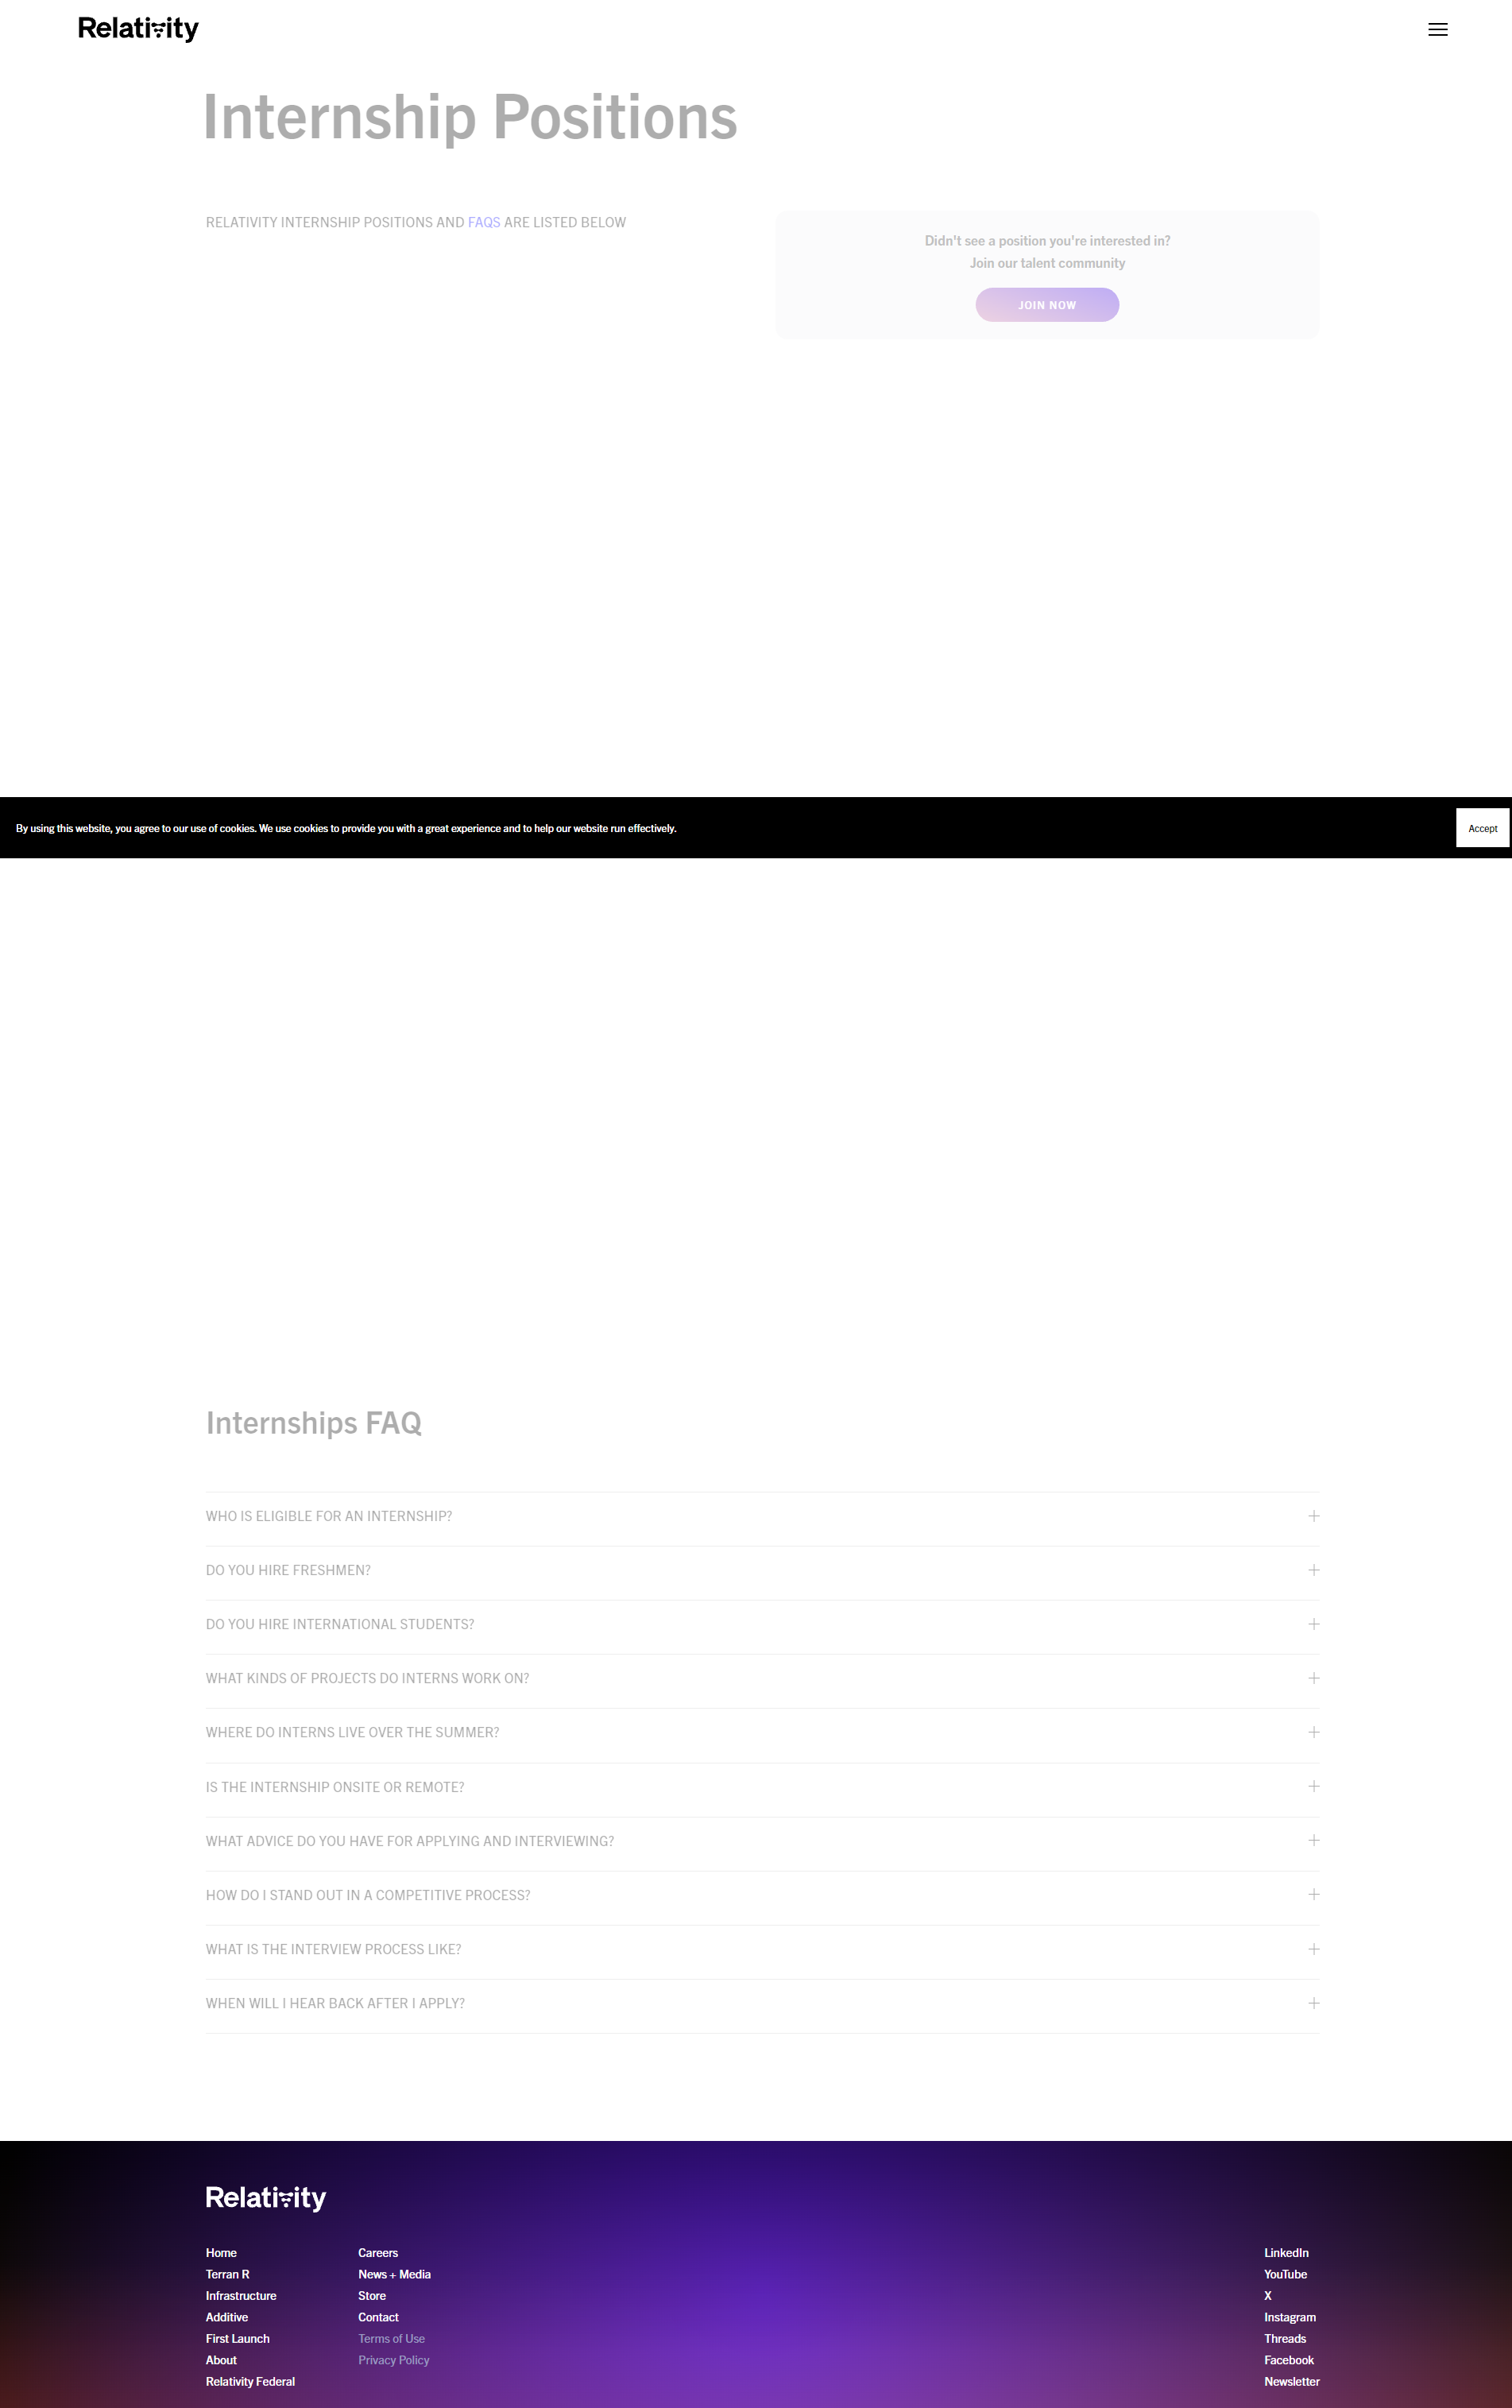 Relativity
Internship Positions
RELATIVITY INTERNSHIP POSITIONS AND FAQS ARE LISTED BELOW
Didn't see a position you're interested in?
Join our talent community
JOIN NOW
By using this website, you agree to our use of cookies. We use cookies to provide you with a great experience and to help our website run effectively.
Accept
Internships FAQ
WHO IS ELIGIBLE FOR AN INTERNSHIP?
DO YOU HIRE FRESHMEN?
DO YOU HIRE INTERNATIONAL STUDENTS?
WHAT KINDS OF PROJECTS DO INTERNS WORK ON?
WHERE DO INTERNS LIVE OVER THE SUMMER?
IS THE INTERNSHIP ONSITE OR REMOTE?
WHAT ADVICE DO YOU HAVE FOR APPLYING AND INTERVIEWING?
HOW DO I STAND OUT IN A COMPETITIVE PROCESS?
WHAT IS THE INTERVIEW PROCESS LIKE?
WHEN WILL I HEAR BACK AFTER I APPLY?
Relativity
Home
Terran R
Infrastructure
Additive
First Launch
About
Relativity Federal
Careers
News + Media
Store
Contact
Terms of Use
Privacy Policy
LinkedIn
YouTube
X
Instagram
Threads
Facebook
Newsletter